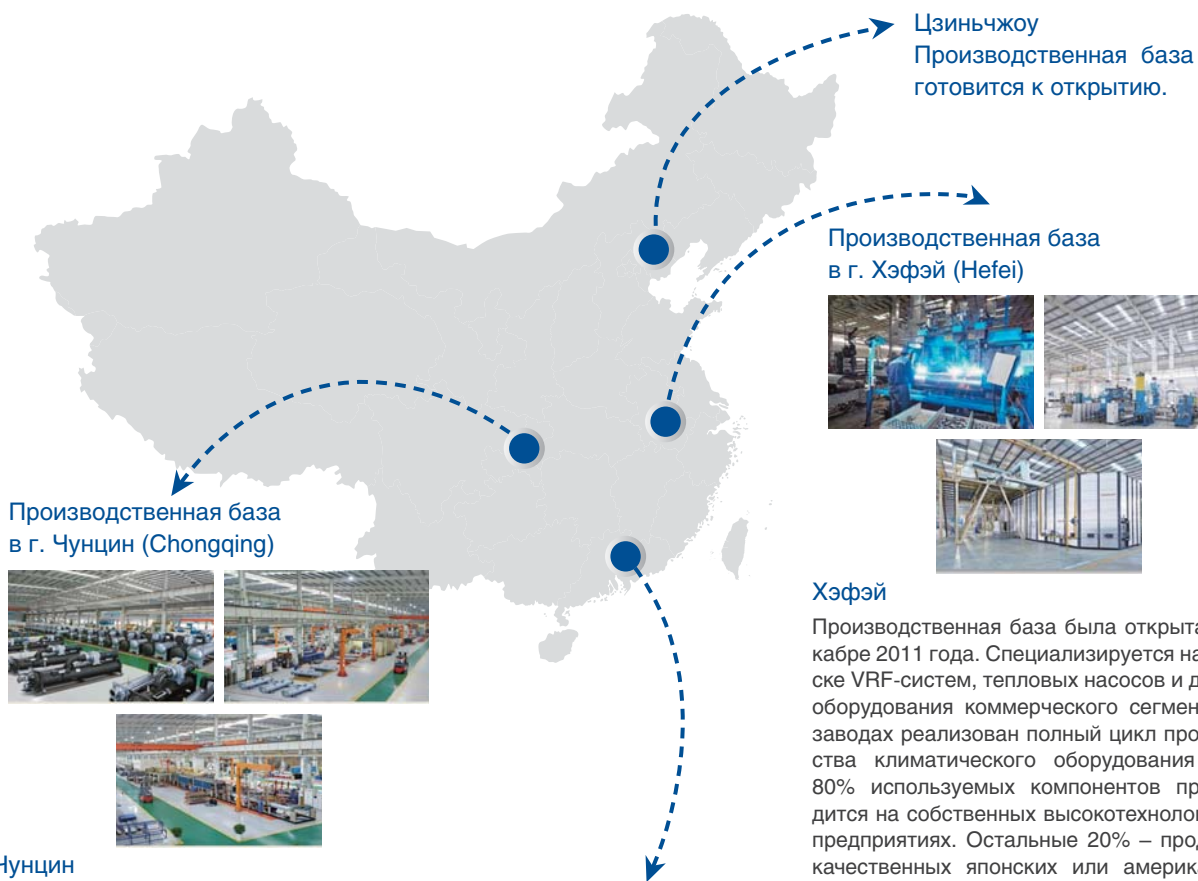 Цзиньчжоу
Производственная база
готовится к открытию.
Производственная база
в г. Хэфэй (Hefei)
Производственная база
в г. Чунцин (Chongqing)
Хэфэй
Производственная база была открыта
кабре 2011 года. Специализируется на
ске VRF-систем, тепловых насосов и д
оборудования коммерческого сегмен
заводах реализован полный цикл про
ства климатического оборудования
80% используемых компонентов пр
дится на собственных высокотехноло
предприятиях. Остальные 20% – прод
качественных японских или америк
Чунцин